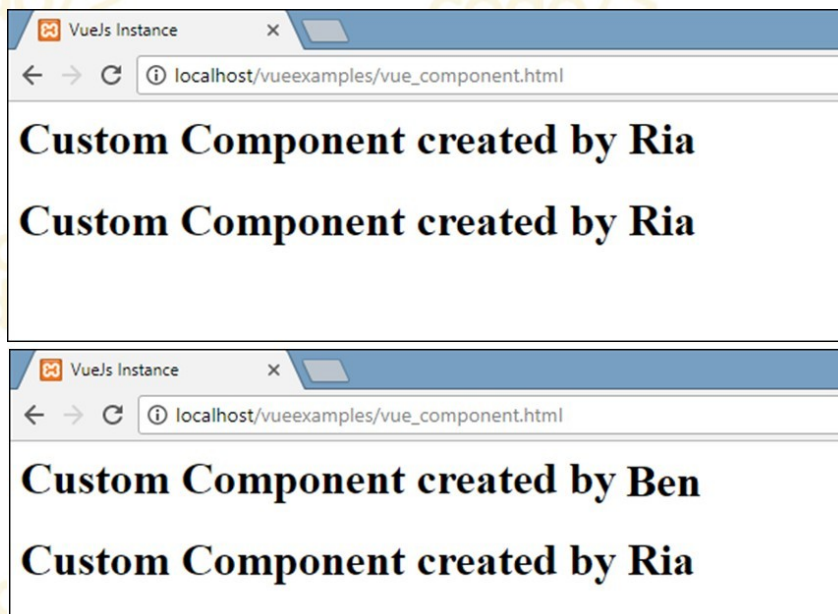 VueJs Instance
localhost/vueexamples/vue_component.html
Custom Component created by Ria
Custom Component created by Ria
VueJs Instance
localhost/vueexamples/vue_component.html
Custom Component created by Ben
Custom Component created by Ria